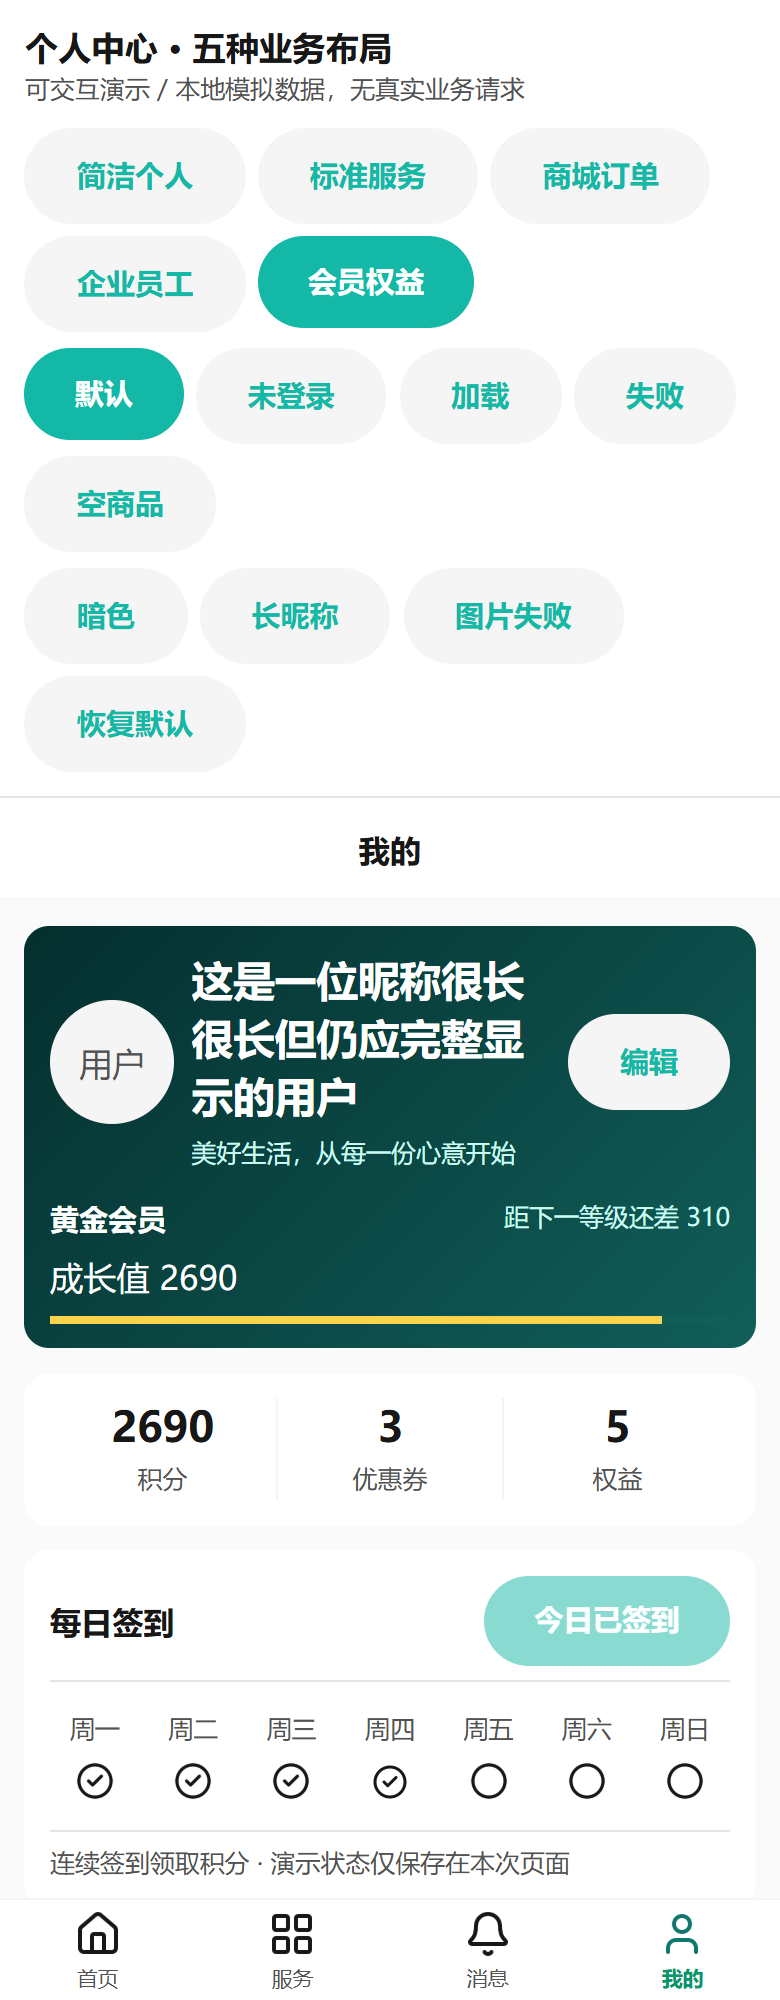 个人中心 · 五种业务布局
可交互演示 / 本地模拟数据，无真实业务请求
简洁个人 标准服务 商城订单
企业员工 会员权益
默认 未登录 加载 失败
空商品
暗色 长昵称 图片失败
恢复默认
我的
用户
这是一位昵称很长
很长但仍应完整显
示的用户
编辑
美好生活，从每一份心意开始
黄金会员 距下一等级还差 310
成长值 2690
2690 3 5
积分 优惠券 权益
每日签到 今日已签到
周一 周二 周三 周四 周五 周六 周日
连续签到领取积分 · 演示状态仅保存在本次页面
首页 服务 消息 我的